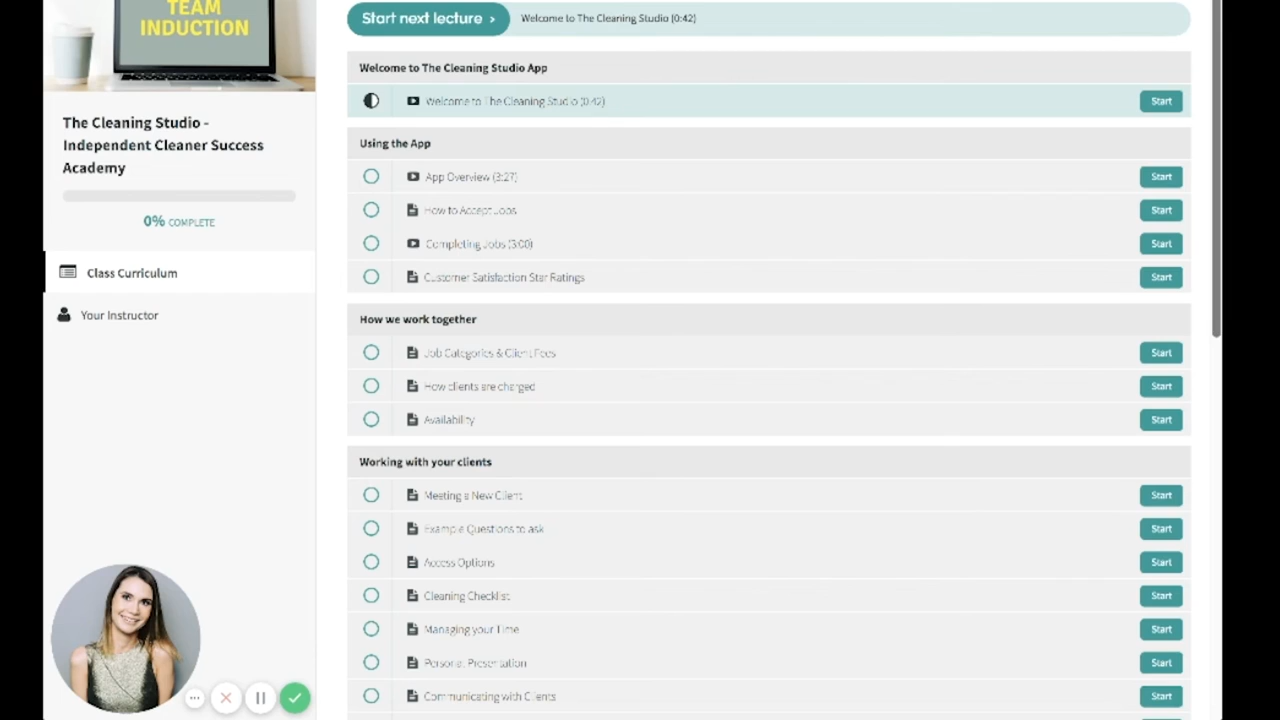 TEAM
INDUCTION
The Cleaning Studio -
Independent Cleaner Success
Academy
0% COMPLETE
Class Curriculum
Your Instructor
Start next lecture ›
Welcome to The Cleaning Studio (0:42)
Welcome to The Cleaning Studio App
Welcome to The Cleaning Studio (0:42) Start
Using the App
App Overview (3:27) Start
How to Accept Jobs Start
Completing Jobs (3:00) Start
Customer Satisfaction Star Ratings Start
How we work together
Job Categories & Client Fees Start
How clients are charged Start
Availability Start
Working with your clients
Meeting a New Client Start
Example Questions to ask Start
Access Options Start
Cleaning Checklist Start
Managing your Time Start
Personal Presentation Start
Communicating with Clients Start